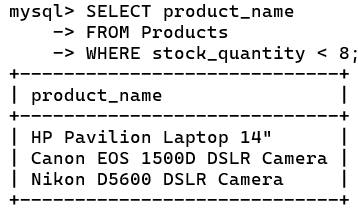 mysql> SELECT product_name
    -> FROM Products
    -> WHERE stock_quantity < 8;
+-----------------------------+
| product_name                |
+-----------------------------+
| HP Pavilion Laptop 14"      |
| Canon EOS 1500D DSLR Camera |
| Nikon D5600 DSLR Camera     |
+-----------------------------+